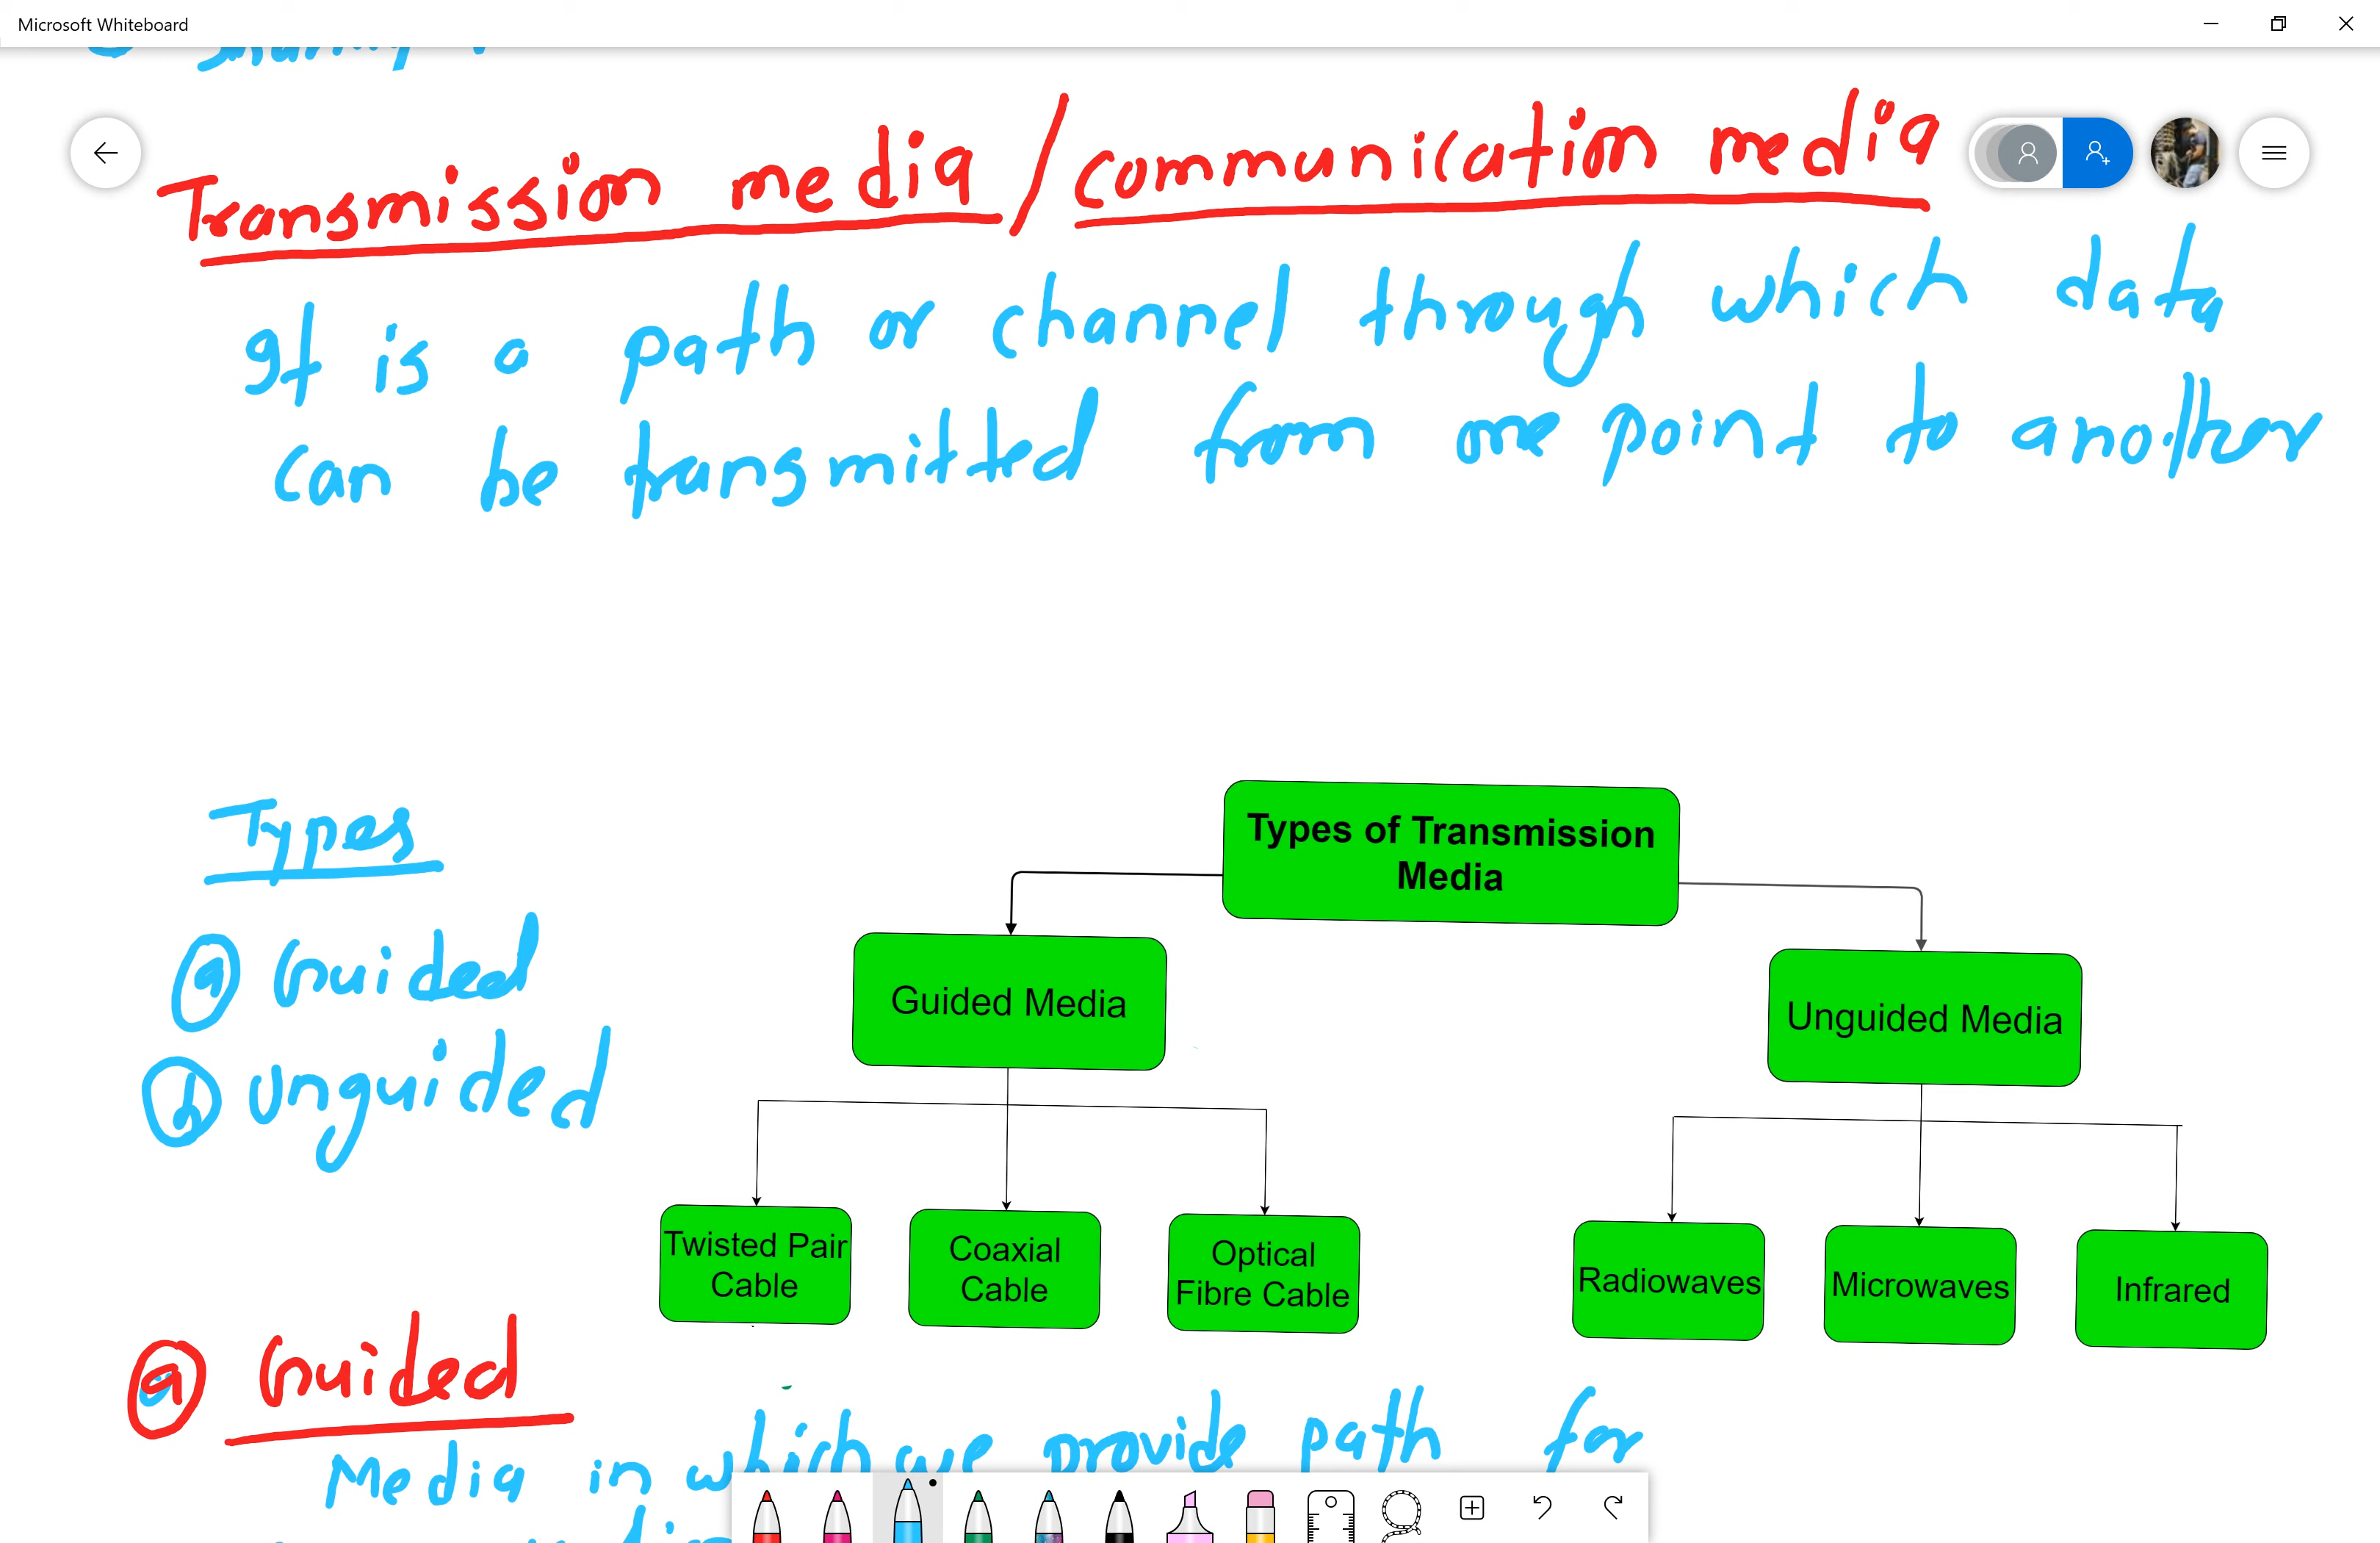 Microsoft Whiteboard
Transmission media/communication media
It is a path or channel through which data
can be transmitted from one point to another
Types
Types of Transmission
Media
a Guided
Guided Media
Unguided Media
b Unguided
Twisted Pair
Cable
Coaxial
Cable
Optical
Fibre Cable
Radiowaves
Microwaves
Infrared
a Guided
Media in which we provide path for